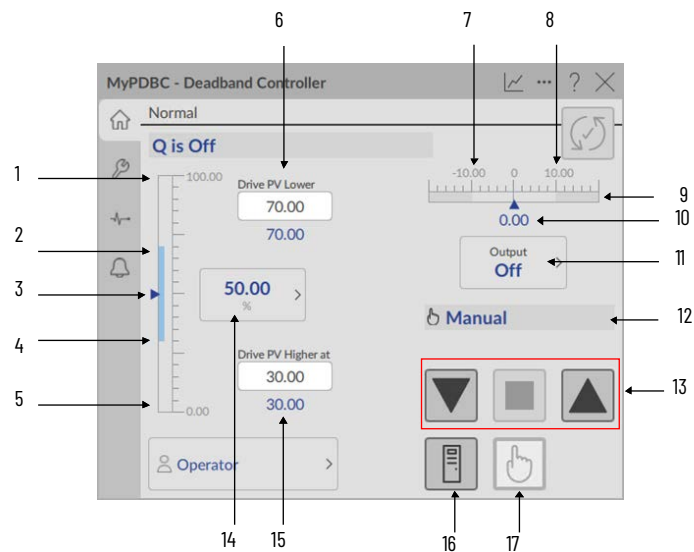 6 7 8
MyPDBC - Deadband Controller ?
Normal
Q is Off
1 100.00 Drive PV Lower -10.00 0 10.00
70.00 9
70.00 0.00 10
2 Output
Off 11
3 50.00
%
Manual 12
4 Drive PV Higher at
30.00 13
5 0.00 30.00
Operator
14 15 16 17